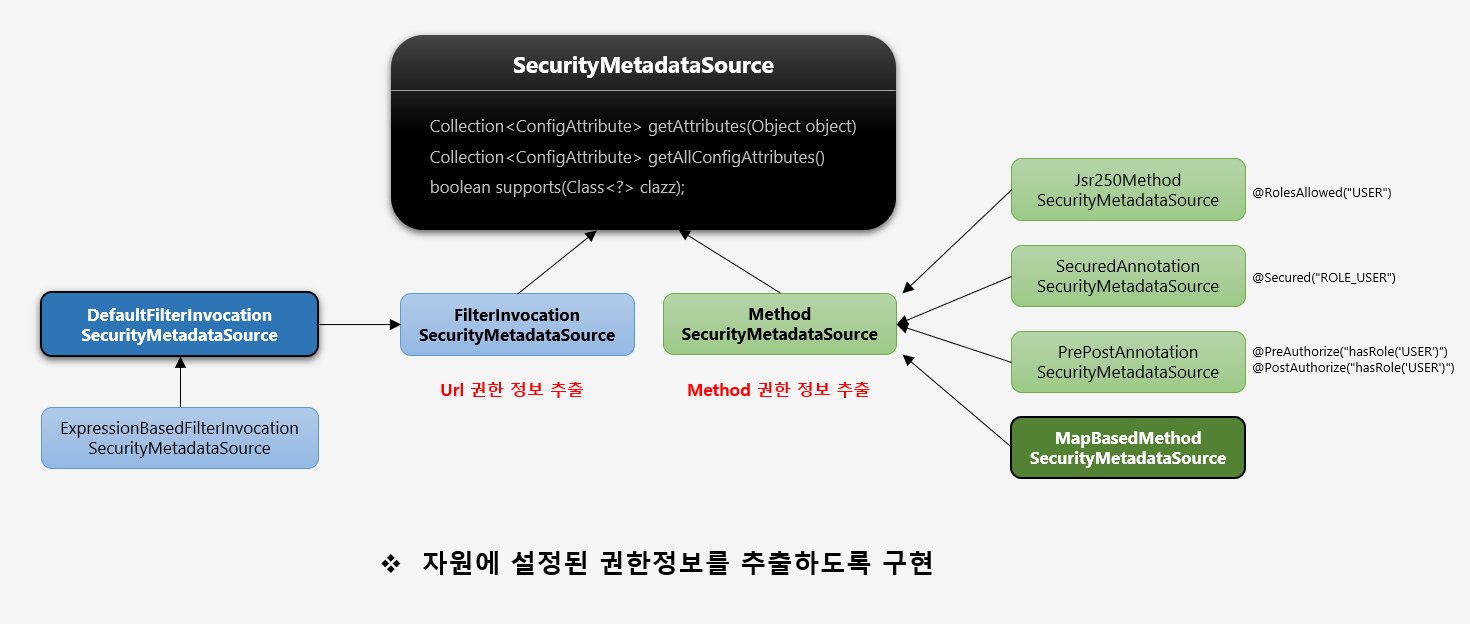 SecurityMetadataSource
Collection<ConfigAttribute> getAttributes(Object object)
Collection<ConfigAttribute> getAllConfigAttributes()
boolean supports(Class<?> clazz);
DefaultFilterInvocation
SecurityMetadataSource
ExpressionBasedFilterInvocation
SecurityMetadataSource
FilterInvocation
SecurityMetadataSource
Url 권한 정보 추출
Method
SecurityMetadataSource
Method 권한 정보 추출
Jsr250Method
SecurityMetadataSource
@RolesAllowed("USER")
SecuredAnnotation
SecurityMetadataSource
@Secured("ROLE_USER")
PrePostAnnotation
SecurityMetadataSource
@PreAuthorize("hasRole('USER')")
@PostAuthorize("hasRole('USER')")
MapBasedMethod
SecurityMetadataSource
❖ 자원에 설정된 권한정보를 추출하도록 구현